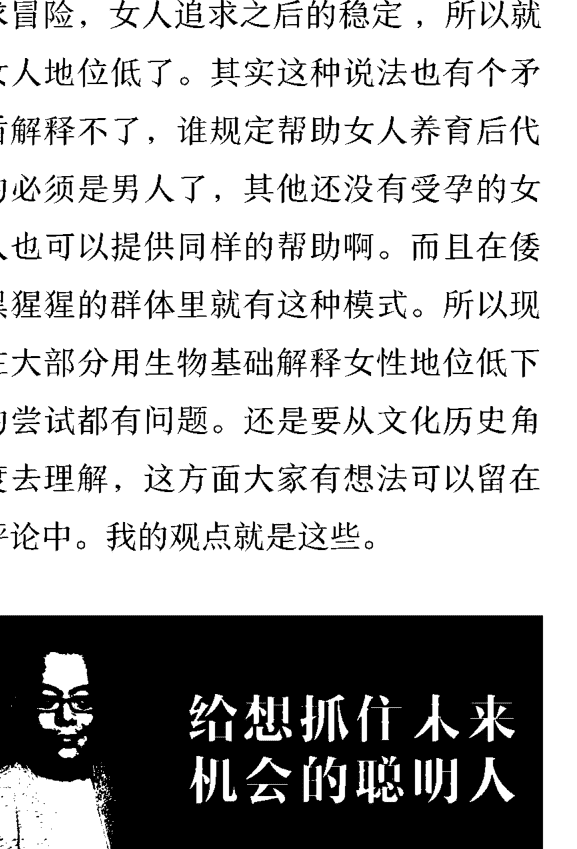 求冒险，女人追求之后的稳定，所以就
女人地位低了。其实这种说法也有个矛
盾解释不了，谁规定帮助女人养育后代
的必须是男人了，其他还没有受孕的女
人也可以提供同样的帮助啊。而且在倭
黑猩猩的群体里就有这种模式。所以现
在大部分用生物基础解释女性地位低下
的尝试都有问题。还是要从文化历史角
度去理解，这方面大家有想法可以留在
评论中。我的观点就是这些。
给想抓住未来
机会的聪明人